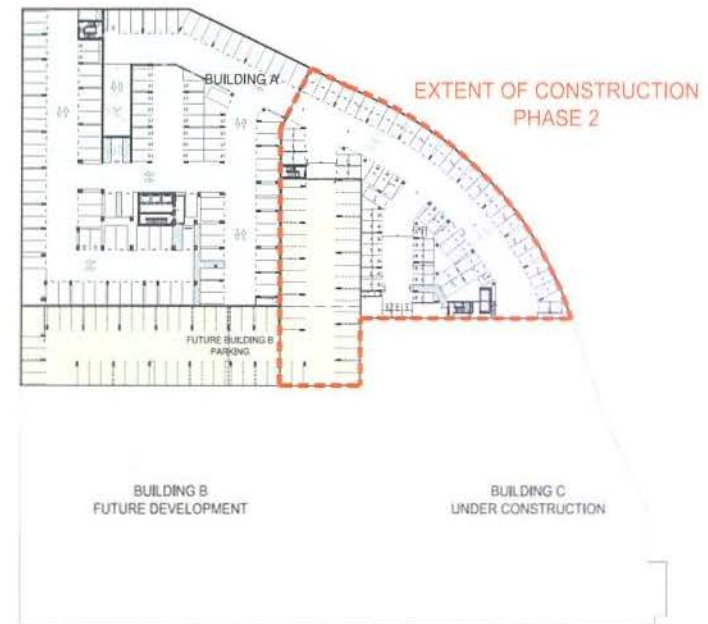 BUILDING A
EXTENT OF CONSTRUCTION
PHASE 2
FUTURE BUILDING B
PARKING
BUILDING B
FUTURE DEVELOPMENT
BUILDING C
UNDER CONSTRUCTION